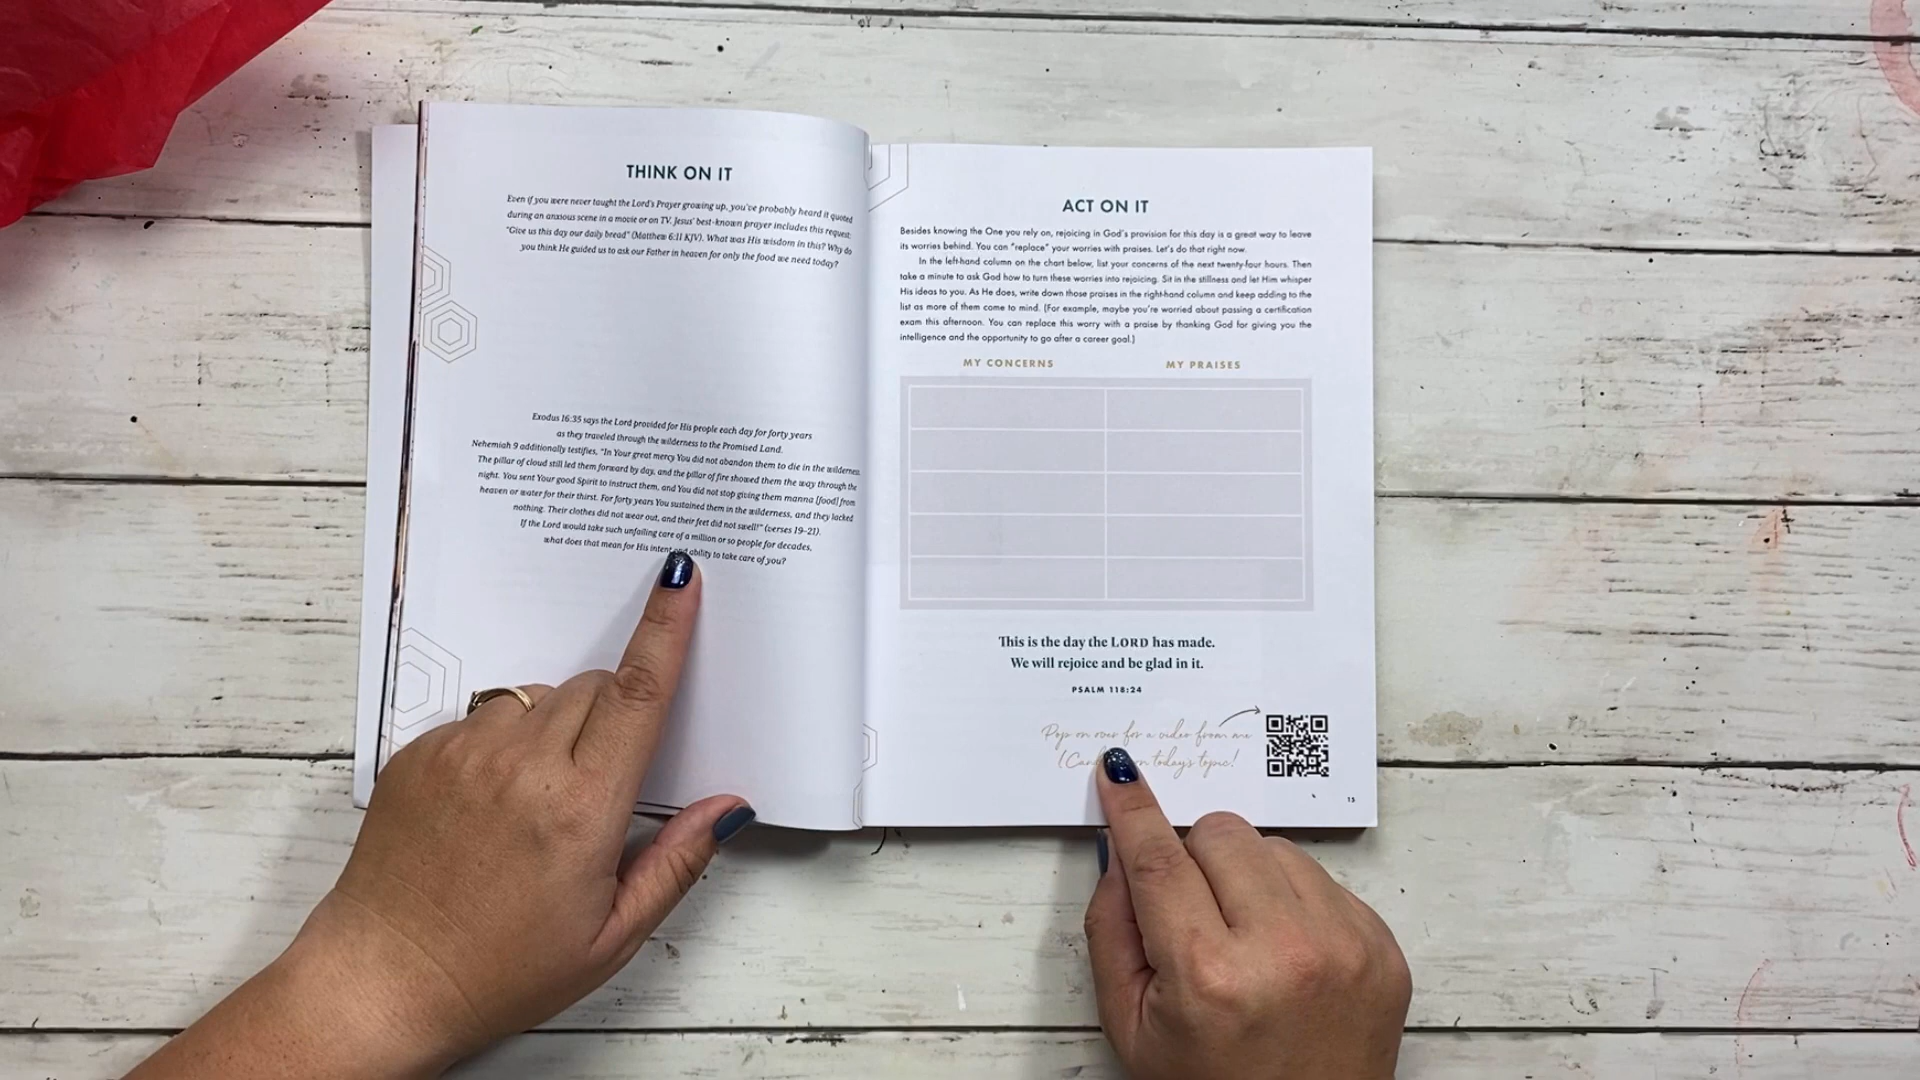 THINK ON IT
Even if you were never taught the Lord's Prayer growing up, you've probably heard it quoted
during an anxious scene in a movie or on TV. Jesus' best-known prayer includes this request:
"Give us this day our daily bread" (Matthew 6:11 KJV). What was His wisdom in this? Why do
you think He guided us to ask our Father in heaven for only the food we need today?
Exodus 16:35 says the Lord provided for His people each day for forty years
as they traveled through the wilderness to the Promised Land.
Nehemiah 9 additionally testifies, "In Your great mercy You did not abandon them to die in the wilderness.
The pillar of cloud still led them forward by day, and the pillar of fire showed them the way through the
night. You sent Your good Spirit to instruct them, and You did not stop giving them manna [food] from
heaven or water for their thirst. For forty years You sustained them in the wilderness, and they lacked
nothing. Their clothes did not wear out, and their feet did not swell!" (verses 19–21).
If the Lord would take such unfailing care of a million or so people for decades,
what does that mean for His intent and ability to take care of you?
ACT ON IT
Besides knowing the One you rely on, rejoicing in God's provision for this day is a great way to leave
its worries behind. You can "replace" your worries with praises. Let's do that right now.
In the left-hand column on the chart below, list your concerns of the next twenty-four hours. Then
take a minute to ask God how to turn these worries into rejoicing. Sit in the stillness and let Him whisper
His ideas to you. As He does, write down those praises in the right-hand column and keep adding to the
list as more of them come to mind. (For example, maybe you're worried about passing a certification
exam this afternoon. You can replace this worry with a praise by thanking God for giving you the
intelligence and the opportunity to go after a career goal.)
MY CONCERNS MY PRAISES
This is the day the LORD has made.
We will rejoice and be glad in it.
PSALM 118:24
Pop on over for a video from me
on today's topic!
15